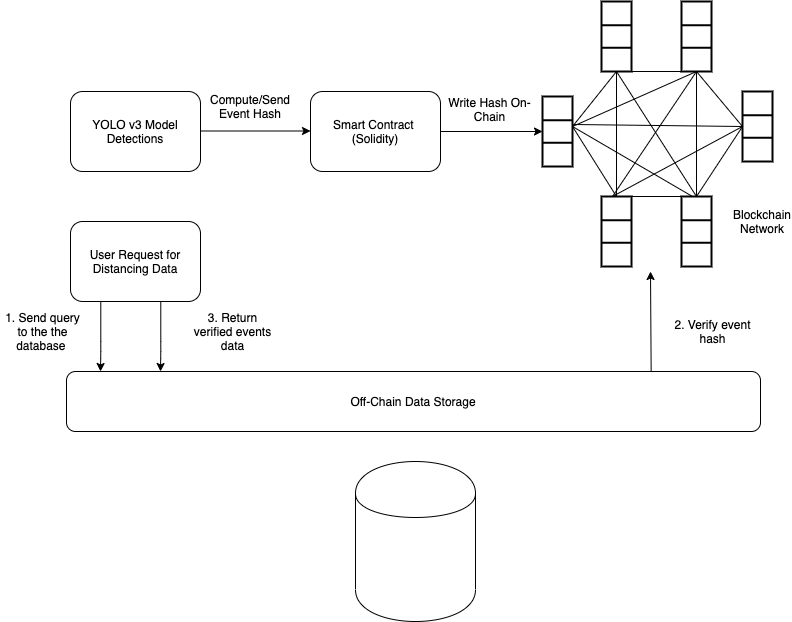 YOLO v3 Model
Detections
Compute/Send
Event Hash
Smart Contract
(Solidity)
Write Hash On-
Chain
Blockchain
Network
User Request for
Distancing Data
1. Send query
to the the
database
3. Return
verified events
data
2. Verify event
hash
Off-Chain Data Storage